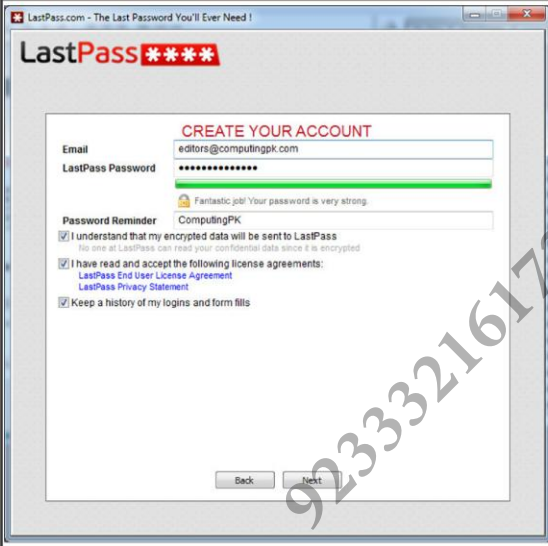 LastPass.com - The Last Password You'll Ever Need !
LastPass ****
CREATE YOUR ACCOUNT
Email editors@computingpk.com
LastPass Password ••••••••••••••
Fantastic job! Your password is very strong.
Password Reminder ComputingPK
I understand that my encrypted data will be sent to LastPass
No one at LastPass can read your confidential data since it is encrypted
I have read and accept the following license agreements:
LastPass End User License Agreement
LastPass Privacy Statement
Keep a history of my logins and form fills
Back Next